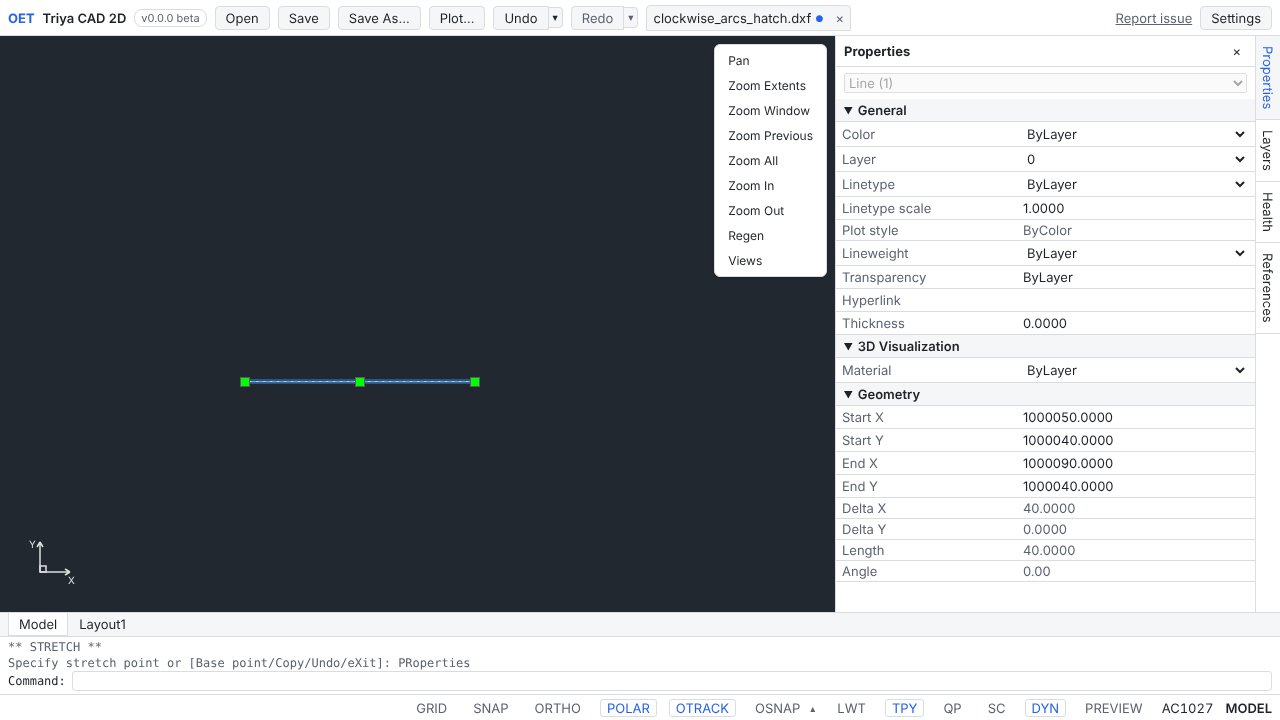 OET Triya CAD 2D v0.0.0 beta Open Save Save As... Plot... Undo ▾ Redo ▾ clockwise_arcs_hatch.dxf ● × Report issue Settings
Pan
Zoom Extents
Zoom Window
Zoom Previous
Zoom All
Zoom In
Zoom Out
Regen
Views
Y
X
Properties ×
Line (1)
▼ General
Color ByLayer
Layer 0
Linetype ByLayer
Linetype scale 1.0000
Plot style ByColor
Lineweight ByLayer
Transparency ByLayer
Hyperlink
Thickness 0.0000
▼ 3D Visualization
Material ByLayer
▼ Geometry
Start X 1000050.0000
Start Y 1000040.0000
End X 1000090.0000
End Y 1000040.0000
Delta X 40.0000
Delta Y 0.0000
Length 40.0000
Angle 0.00
Properties
Layers
Health
References
Model Layout1
** STRETCH **
Specify stretch point or [Base point/Copy/Undo/eXit]: PRoperties
Command:
GRID SNAP ORTHO POLAR OTRACK OSNAP ▲ LWT TPY QP SC DYN PREVIEW AC1027 MODEL